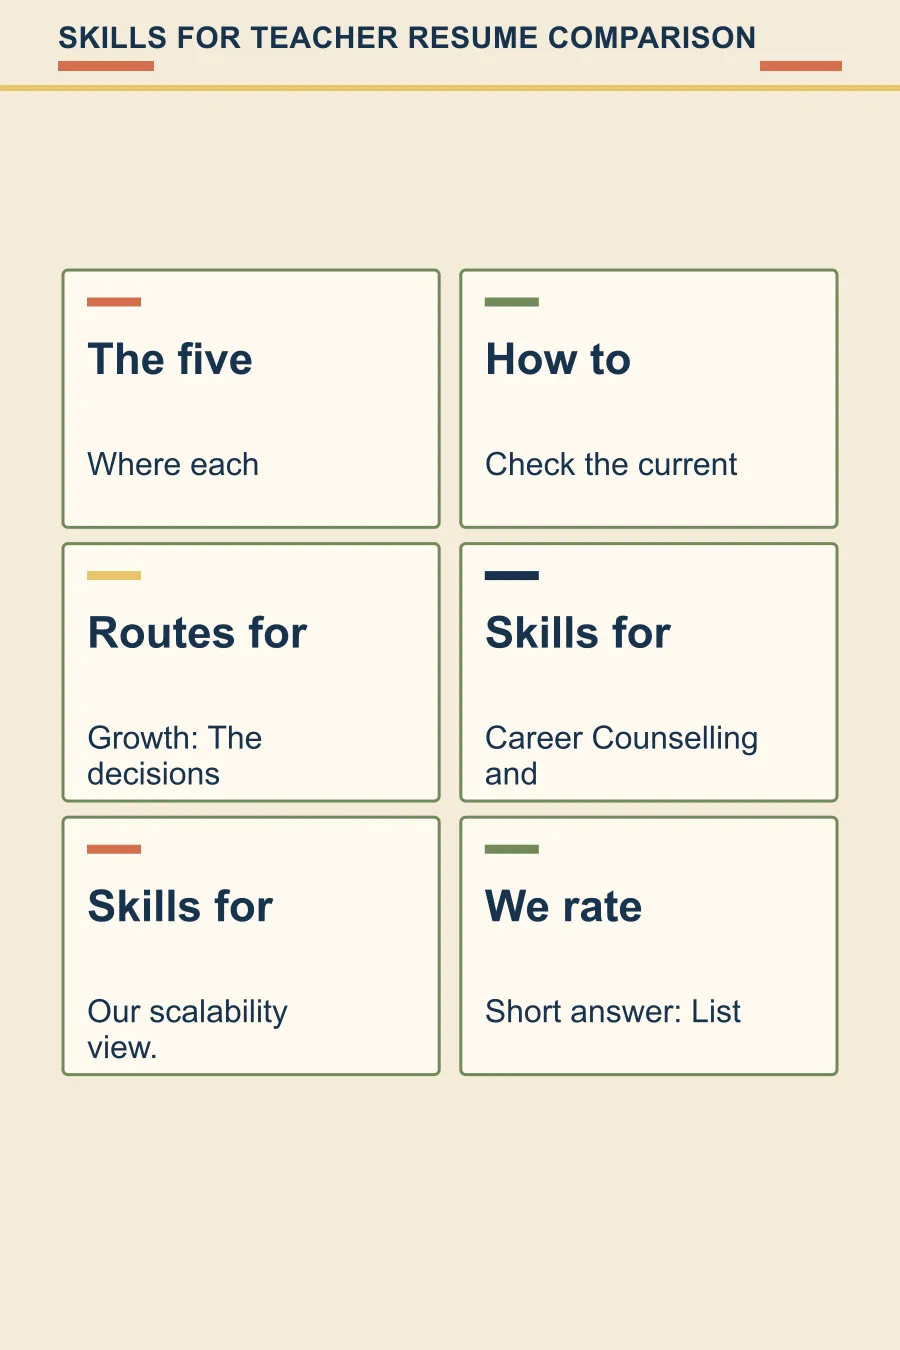 SKILLS FOR TEACHER RESUME COMPARISON
The five
Where each
How to
Check the current
Routes for
Growth: The
decisions
Skills for
Career Counselling
and
Skills for
Our scalability
view.
We rate
Short answer: List